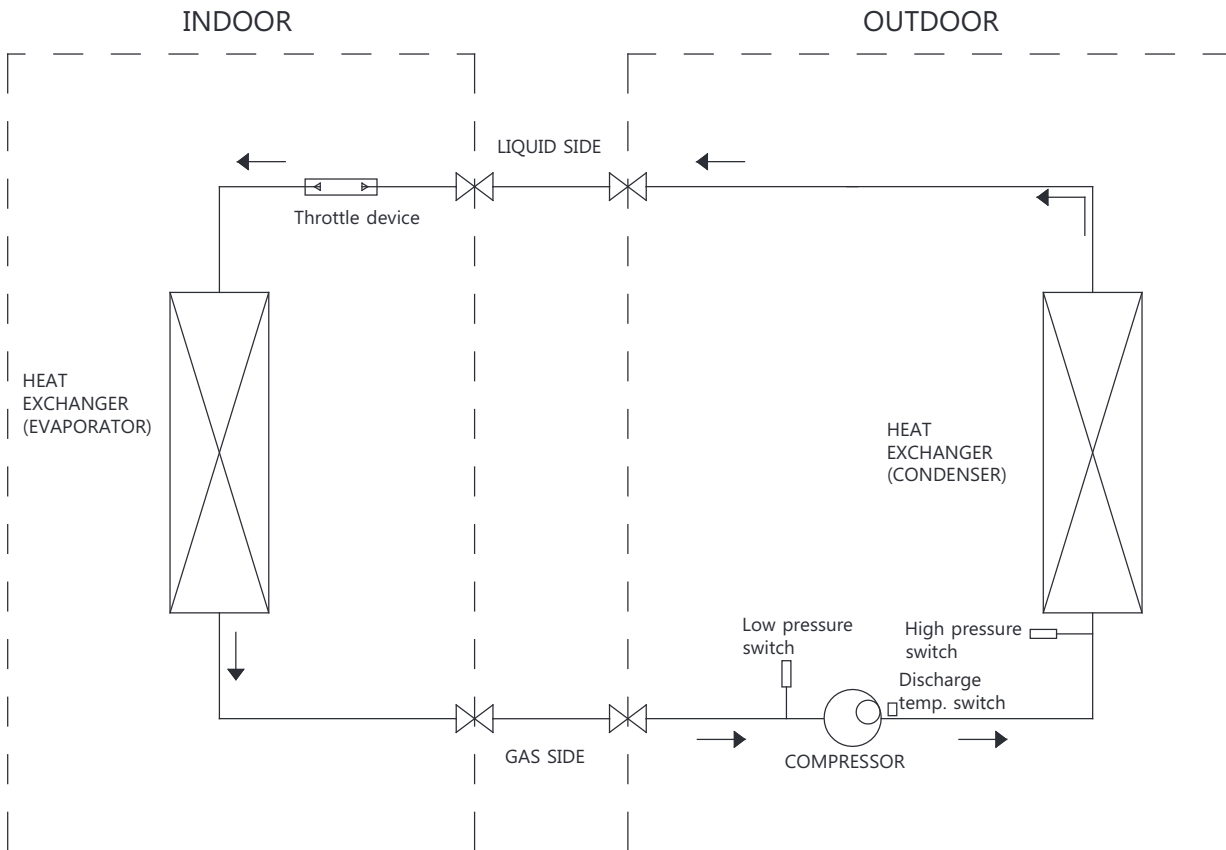 INDOOR
OUTDOOR
LIQUID SIDE
Throttle device
HEAT
EXCHANGER
(EVAPORATOR)
HEAT
EXCHANGER
(CONDENSER)
Low pressure
switch
High pressure
switch
Discharge
temp. switch
GAS SIDE
COMPRESSOR